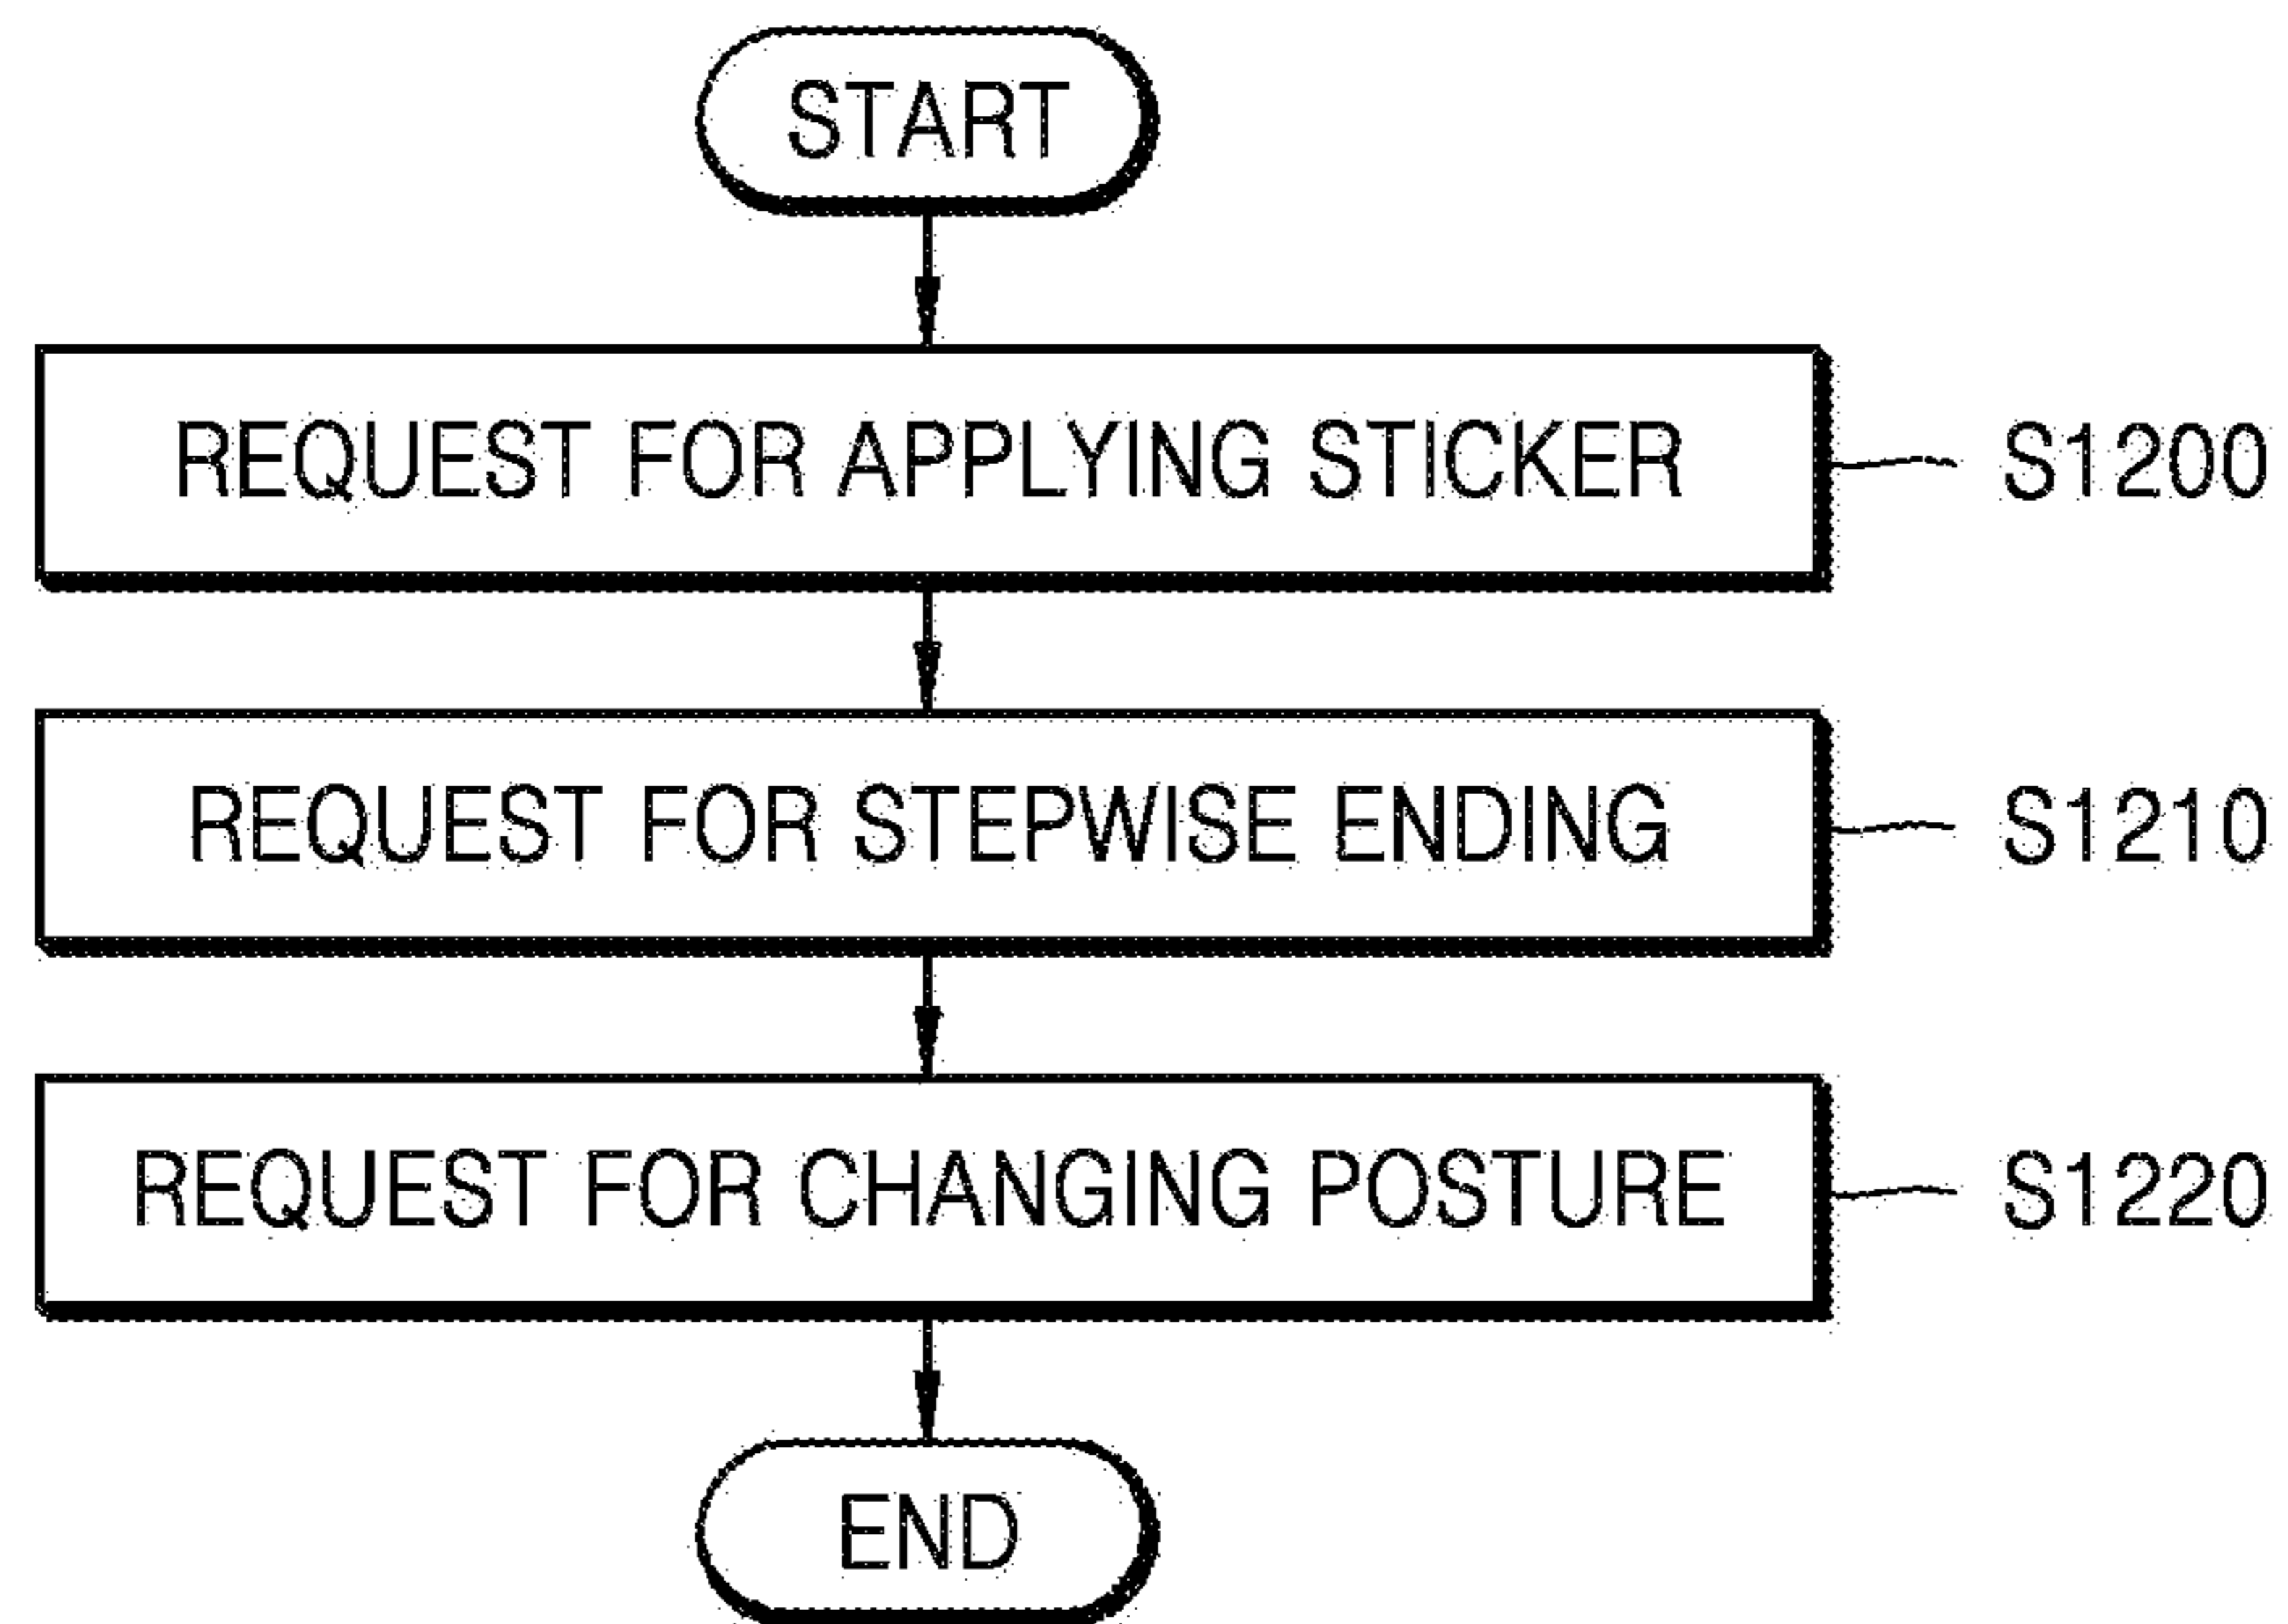 START
REQUEST FOR APPLYING STICKER S1200
REQUEST FOR STEPWISE ENDING S1210
REQUEST FOR CHANGING POSTURE S1220
END